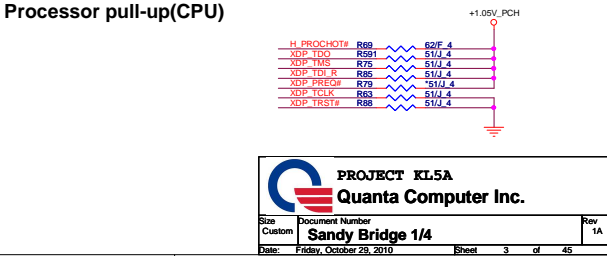 Processor pull-up(CPU)
+1.05V_PCH
H_PROCHOT# R69 62/F_4
XDP_TDO R591 51/J_4
XDP_TMS R75 51/J_4
XDP_TDI_R R85 51/J_4
XDP_PREQ# R79 *51/J_4
XDP_TCLK R63 51/J_4
XDP_TRST# R88 51/J_4
PROJECT KL5A
Quanta Computer Inc.
Size Document Number Rev
Custom Sandy Bridge 1/4 1A
Date: Friday, October 29, 2010 Sheet 3 of 45